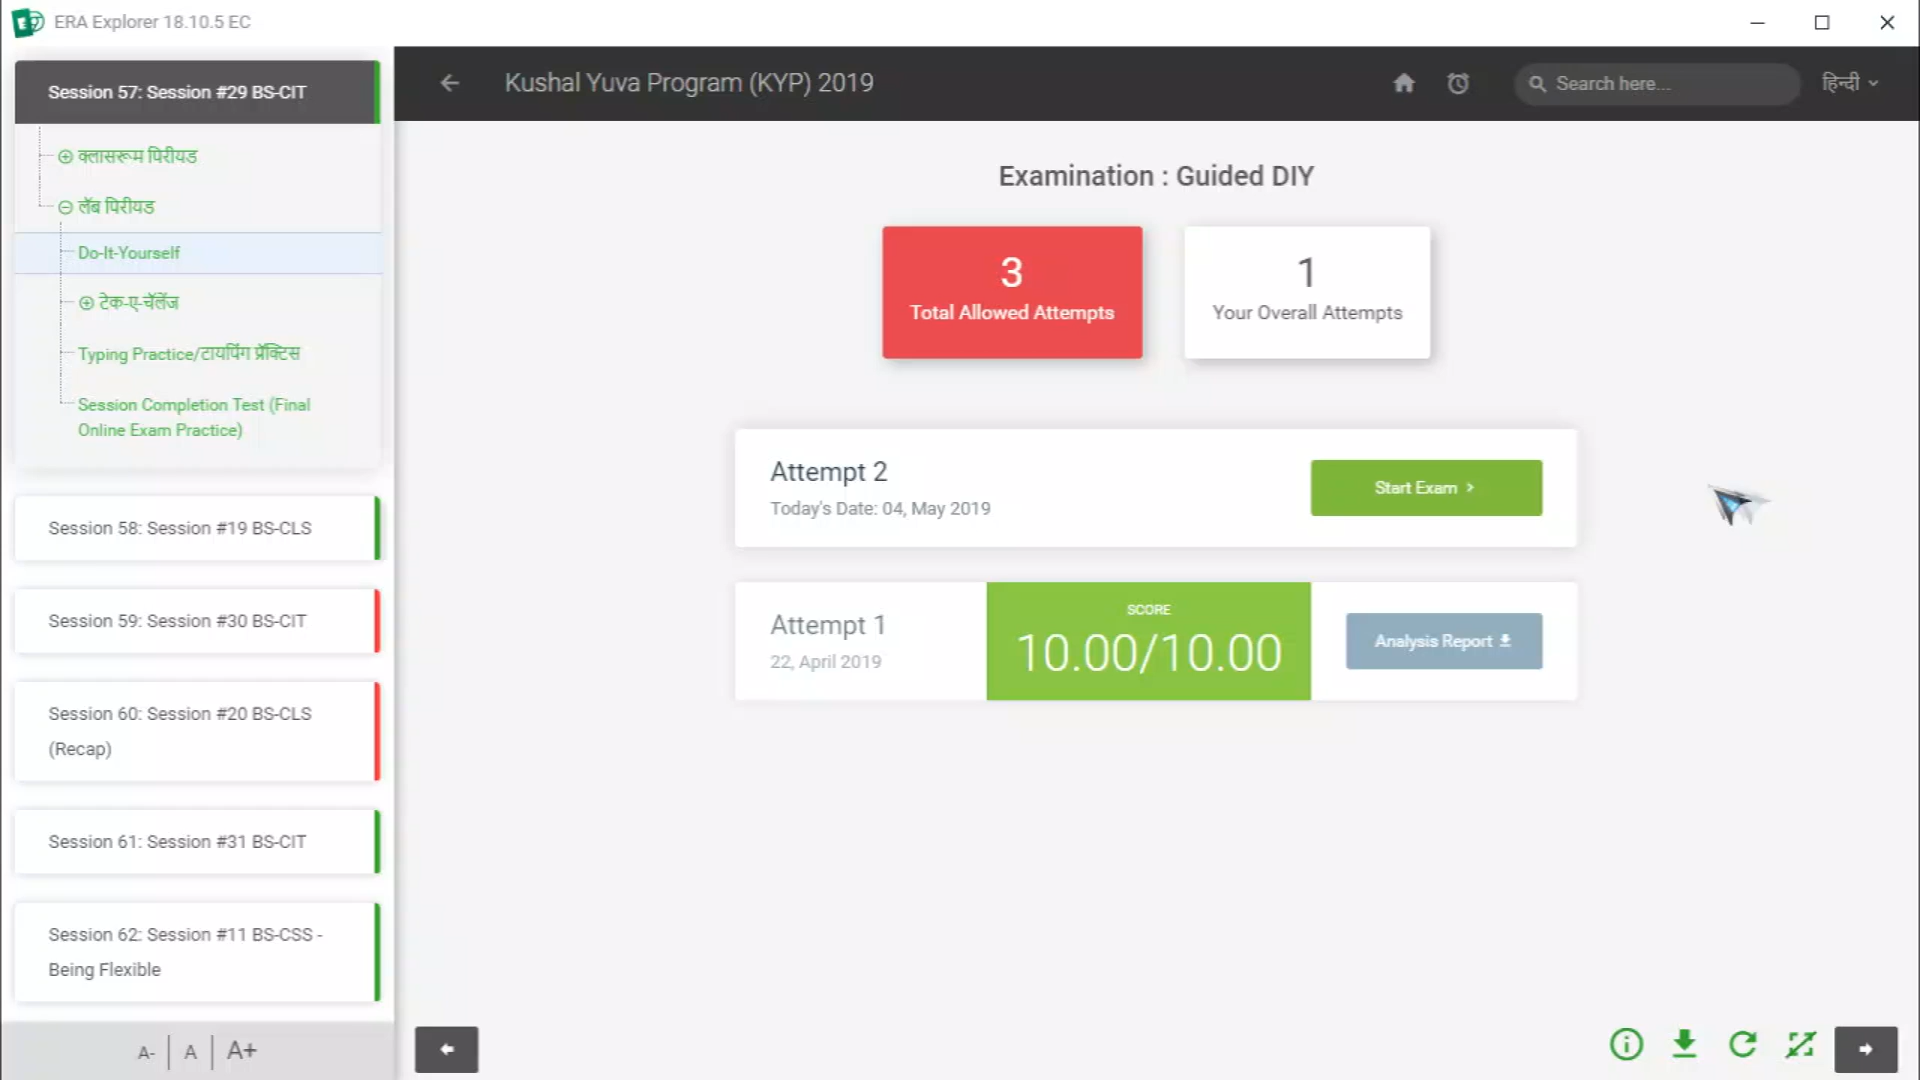 ERA Explorer 18.10.5 EC
Session 57: Session #29 BS-CIT
क्लासरूम पिरीयड
लॅब पिरीयड
Do-It-Yourself
टेक-ए-चॅलेंज
Typing Practice/टायपिंग प्रॅक्टिस
Session Completion Test (Final
Online Exam Practice)
Session 58: Session #19 BS-CLS
Session 59: Session #30 BS-CIT
Session 60: Session #20 BS-CLS
(Recap)
Session 61: Session #31 BS-CIT
Session 62: Session #11 BS-CSS -
Being Flexible
A- A A+
Kushal Yuva Program (KYP) 2019
Search here...
हिन्दी
Examination : Guided DIY
3
Total Allowed Attempts
1
Your Overall Attempts
Attempt 2
Today's Date: 04, May 2019
Start Exam
Attempt 1
22, April 2019
SCORE
10.00/10.00
Analysis Report